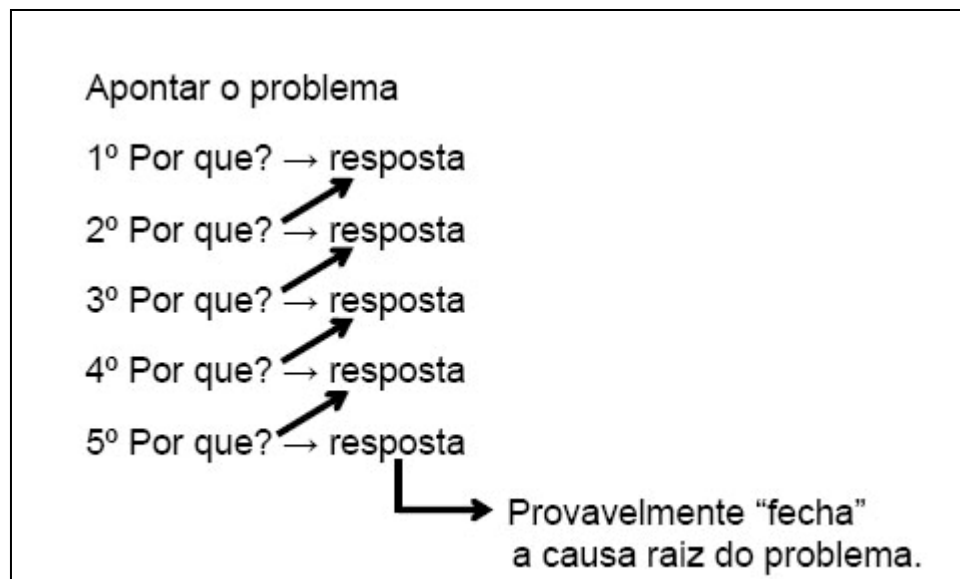 Apontar o problema
1º Por que? → resposta
2º Por que? → resposta
3º Por que? → resposta
4º Por que? → resposta
5º Por que? → resposta
Provavelmente “fecha”
a causa raiz do problema.